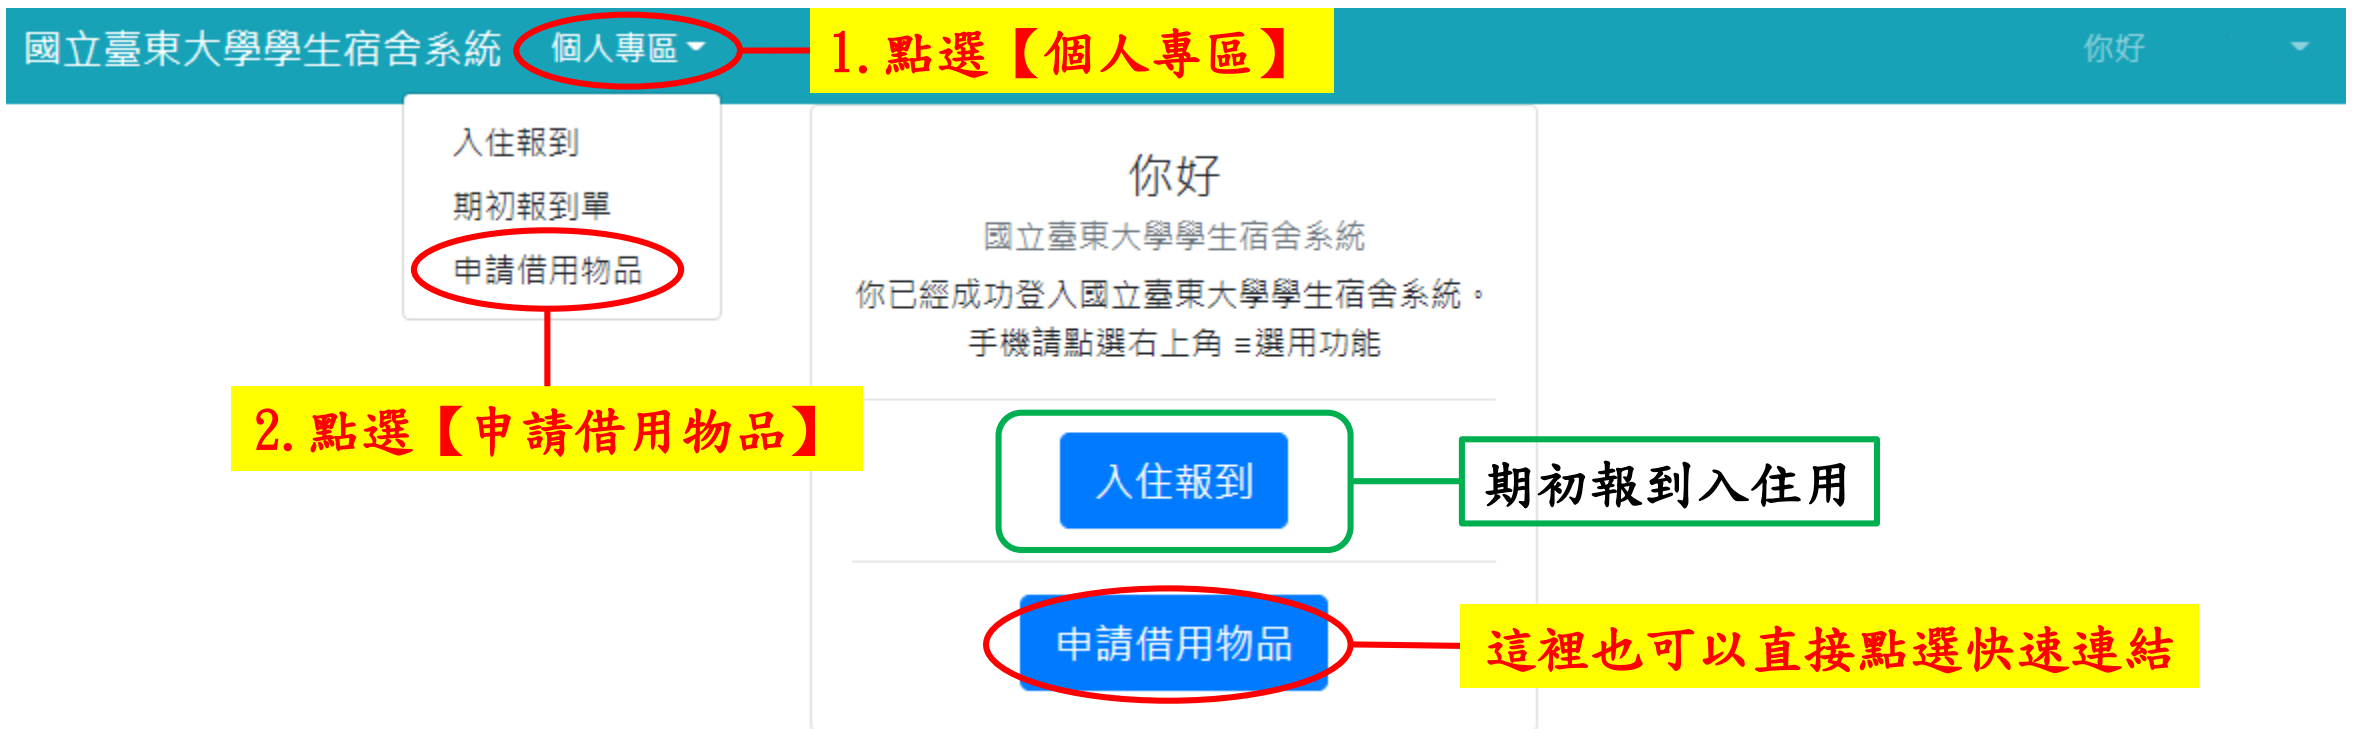 國立臺東大學學生宿舍系統 個人專區 1.點選【個人專區】 你好
入住報到
期初報到單
申請借用物品
2.點選【申請借用物品】
你好
國立臺東大學學生宿舍系統
你已經成功登入國立臺東大學學生宿舍系統。
手機請點選右上角 ≡選用功能
入住報到
期初報到入住用
申請借用物品
這裡也可以直接點選快速連結